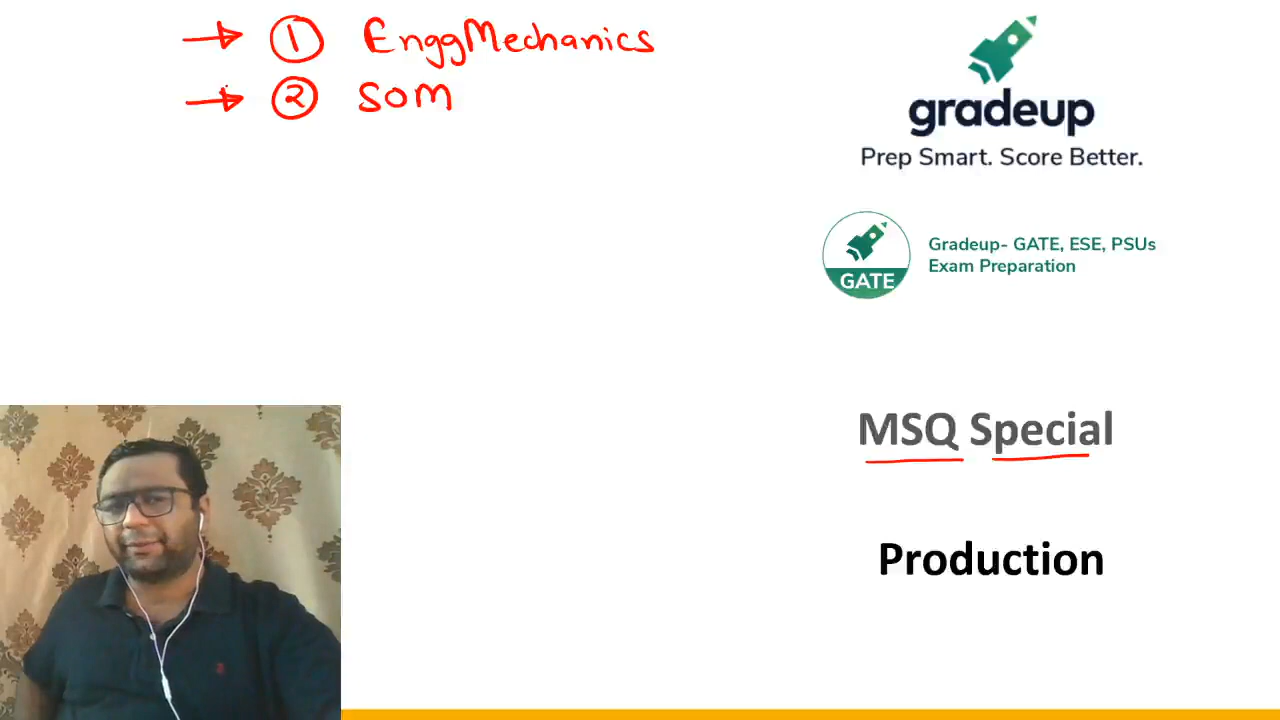 ① EnggMechanics
② SOM
gradeup
Prep Smart. Score Better.
GATE
Gradeup- GATE, ESE, PSUs
Exam Preparation
MSQ Special
Production